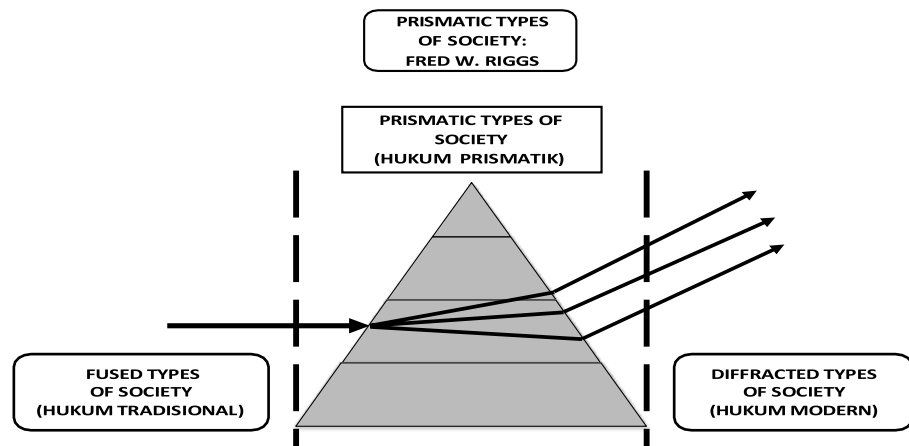 PRISMATIC TYPES
OF SOCIETY:
FRED W. RIGGS
PRISMATIC TYPES OF
SOCIETY
(HUKUM PRISMATIK)
FUSED TYPES
OF SOCIETY
(HUKUM TRADISIONAL)
DIFFRACTED TYPES
OF SOCIETY
(HUKUM MODERN)